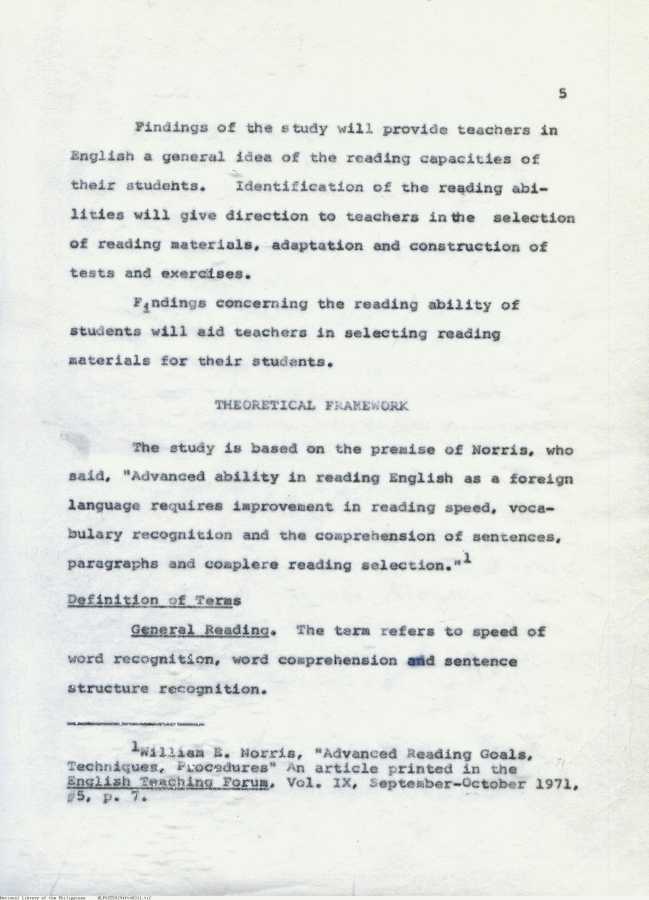 5
Findings of the study will provide teachers in
English a general idea of the reading capacities of
their students. Identification of the reading abi-
lities will give direction to teachers in the selection
of reading materials, adaptation and construction of
tests and exercises.
Findings concerning the reading ability of
students will aid teachers in selecting reading
materials for their students.
THEORETICAL FRAMEWORK
The study is based on the premise of Norris, who
said, "Advanced ability in reading English as a foreign
language requires improvement in reading speed, voca-
bulary recognition and the comprehension of sentences,
paragraphs and complere reading selection."1
Definition of Terms
General Reading. The term refers to speed of
word recognition, word comprehension and sentence
structure recognition.
1William E. Norris, "Advanced Reading Goals,
Techniques, Procedures" An article printed in the
English Teaching Forum, Vol. IX, September-October 1971,
#5, p. 7.
National Library of the Philippines